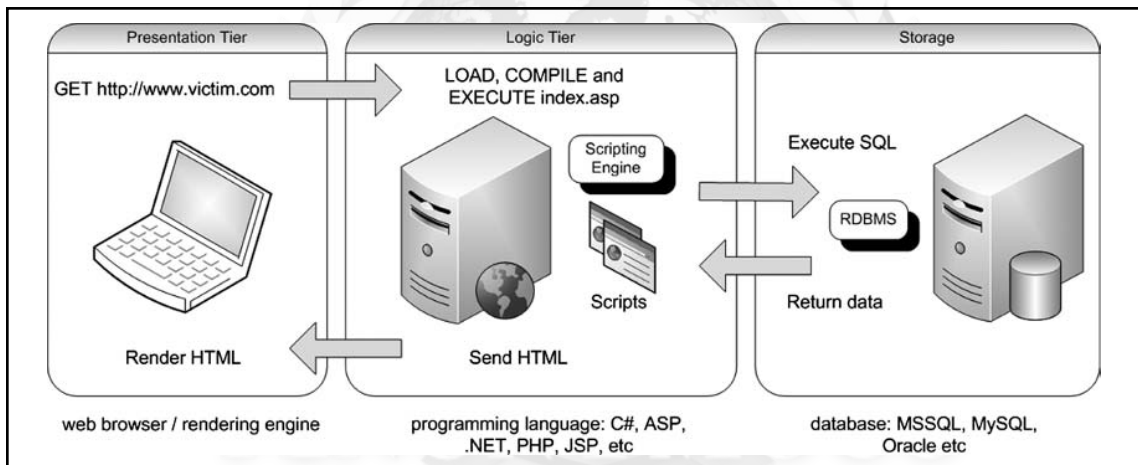 Presentation Tier
GET http://www.victim.com
Render HTML
web browser / rendering engine
Logic Tier
LOAD, COMPILE and
EXECUTE index.asp
Scripting
Engine
Scripts
Send HTML
programming language: C#, ASP,
.NET, PHP, JSP, etc
Storage
Execute SQL
RDBMS
Return data
database: MSSQL, MySQL,
Oracle etc